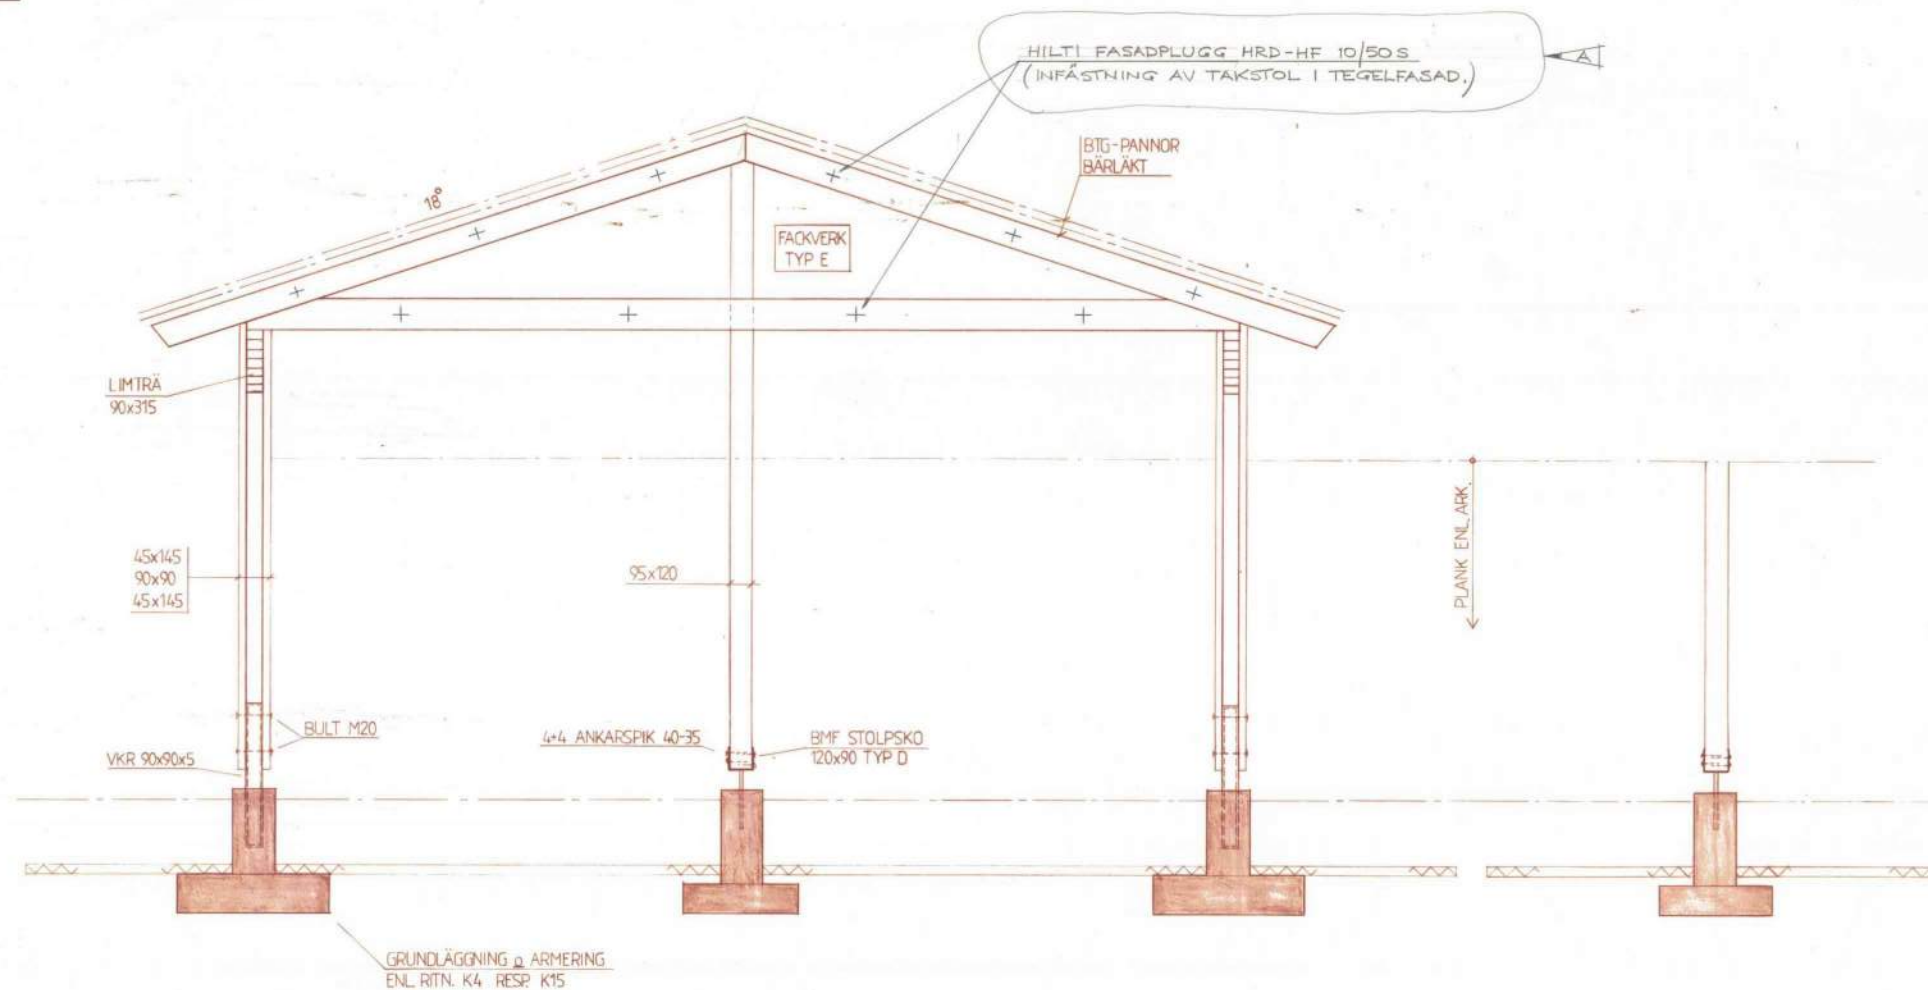 HILTI FASADPLUGG HRD-HF 10/50 S
(INFÄSTNING AV TAKSTOL I TEGELFASAD.)
A
BTG-PANNOR
BÄRLÄKT
18°
FACKVERK
TYP E
LIMTRÄ
90x315
PLANK ENL. ARK.
45x145
90x90
45x145
95x120
BULT M20
4+4 ANKARSPIK 40-35
BMF STOLPSKO
120x90 TYP D
VKR 90x90x5
GRUNDLÄGGNING o ARMERING
ENL. RITN. K4 RESP. K15